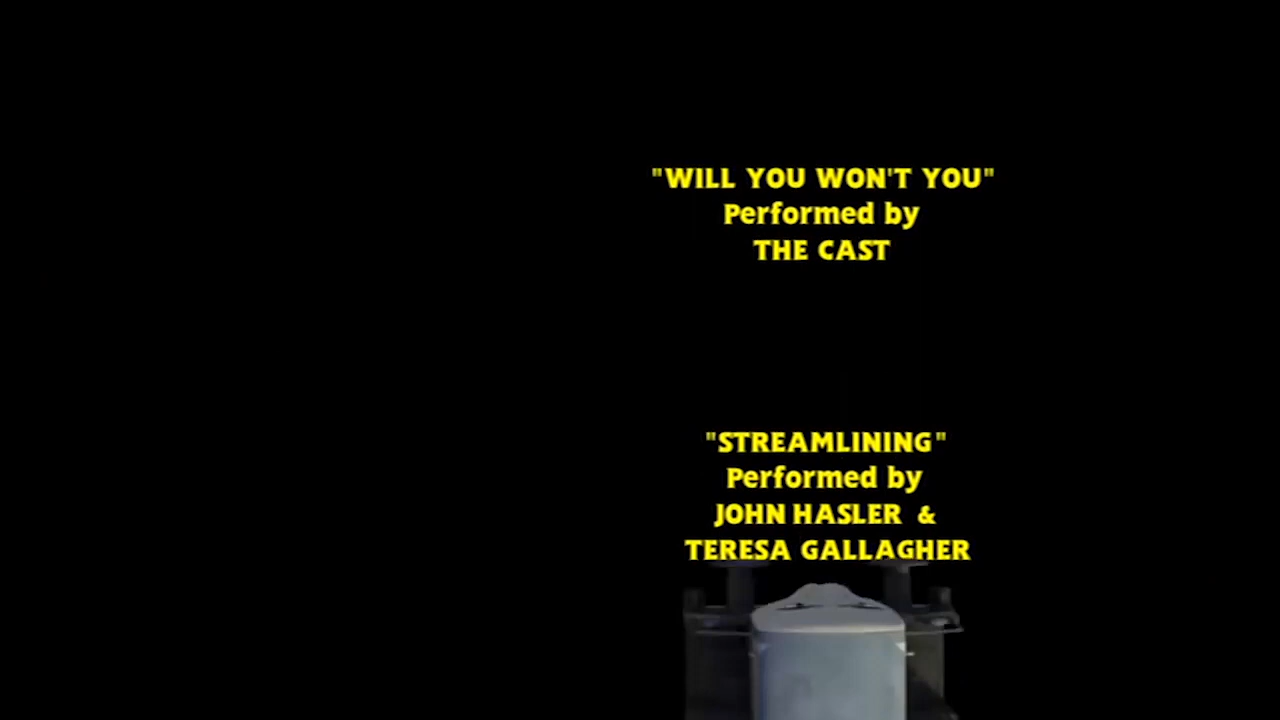 "WILL YOU WON'T YOU"
Performed by
THE CAST
"STREAMLINING"
Performed by
JOHN HASLER &
TERESA GALLAGHER